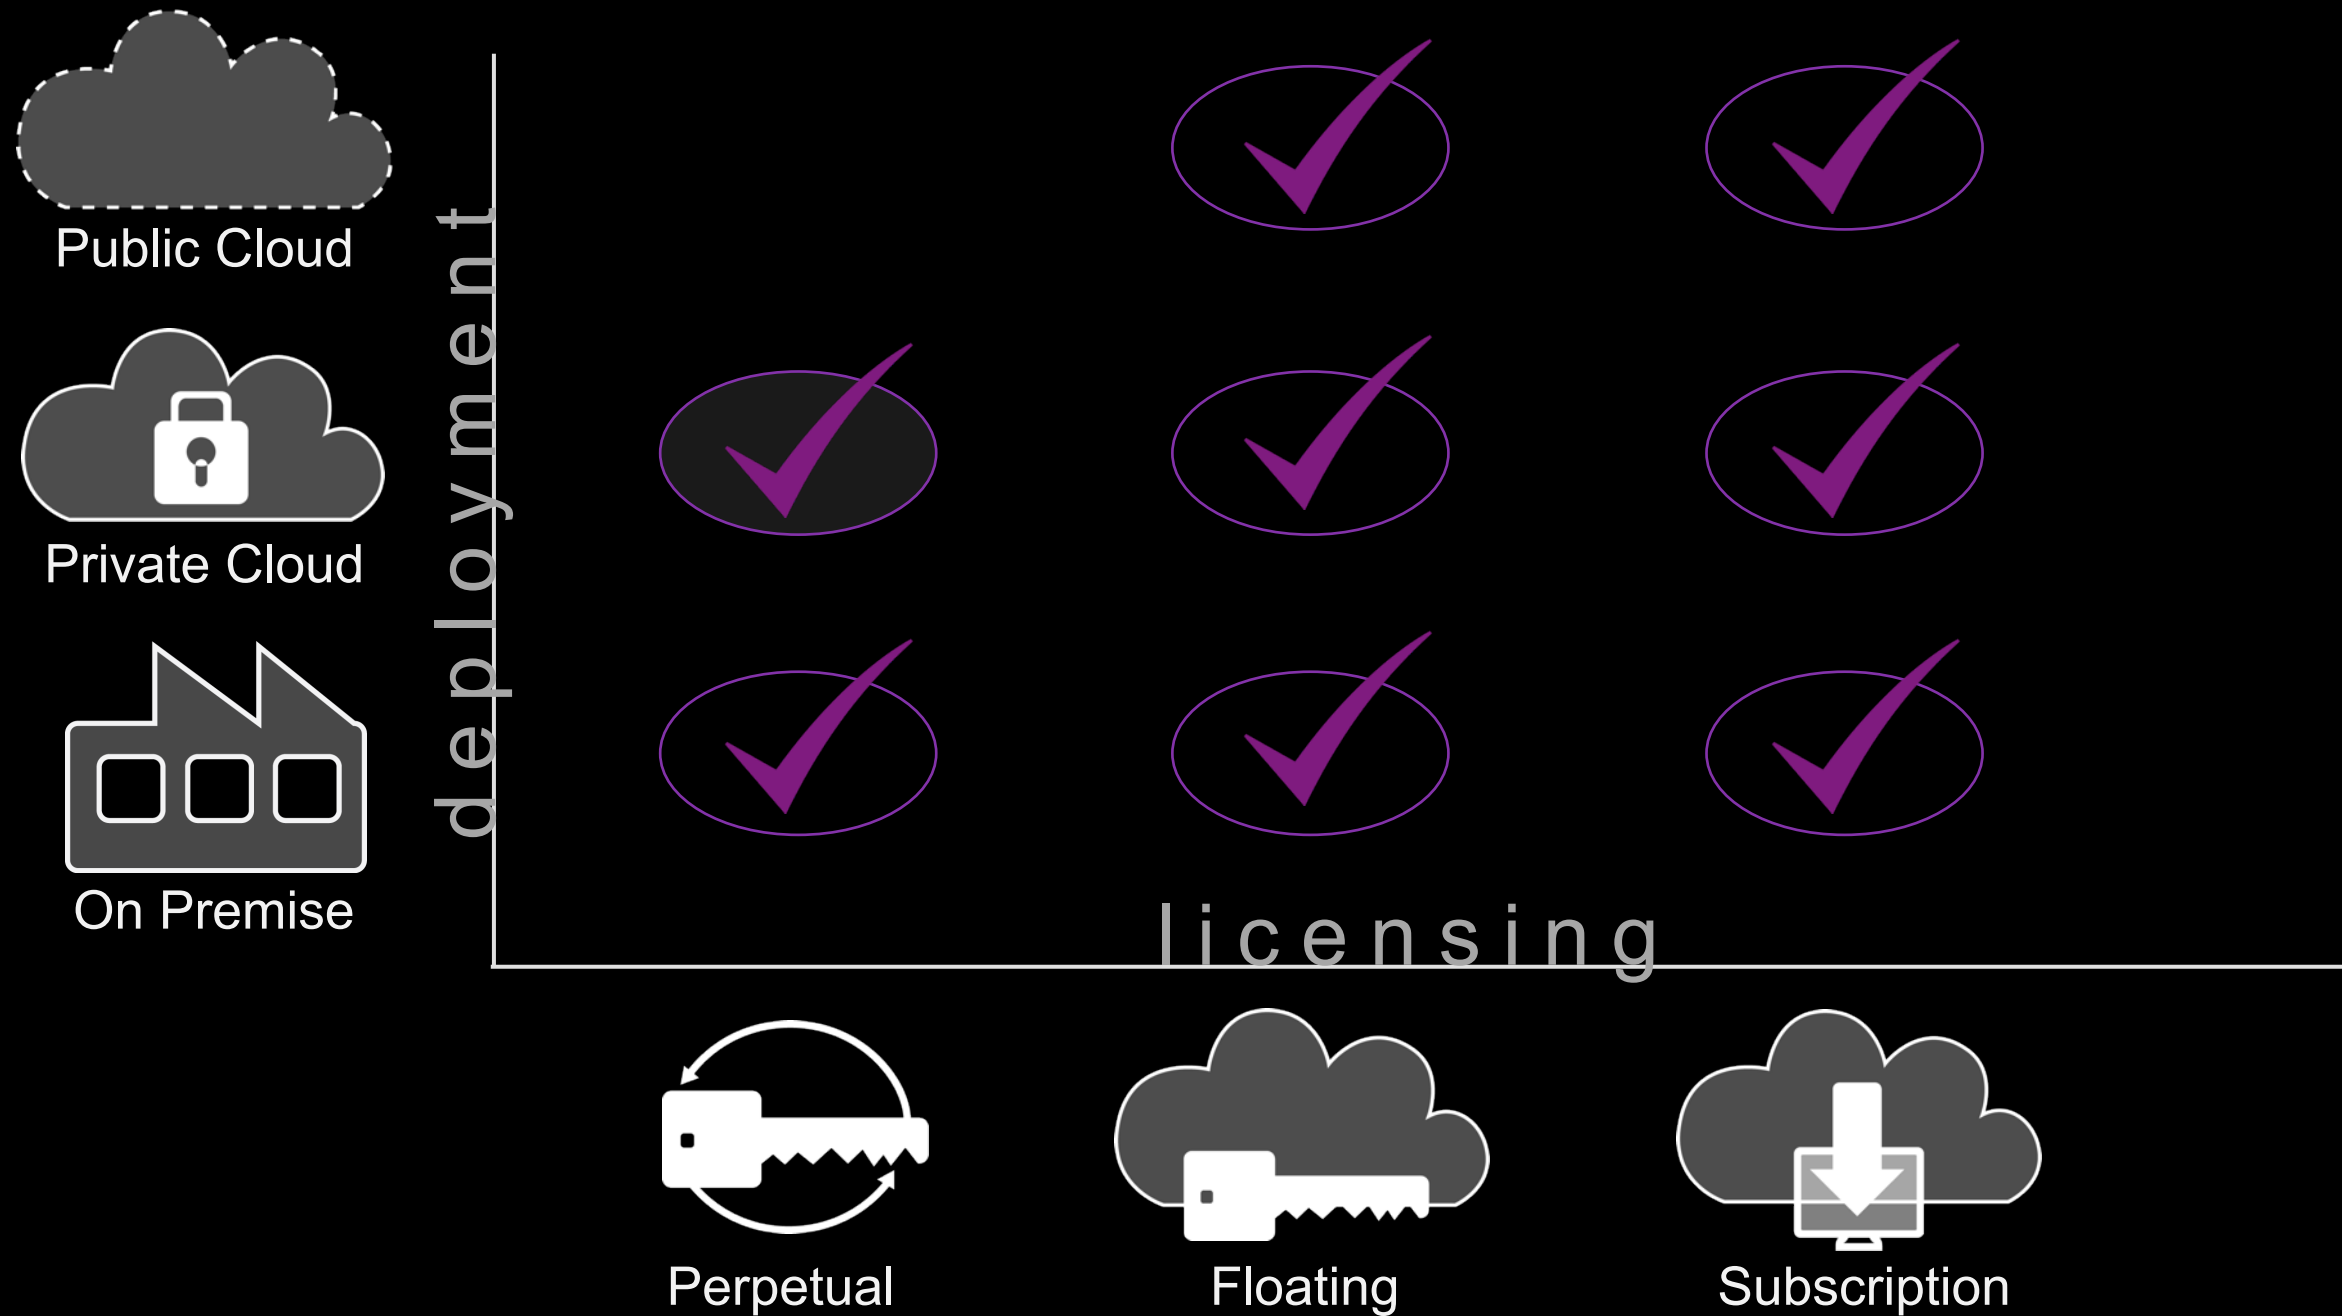 Public Cloud
Private Cloud
On Premise
deployment
licensing
Perpetual
Floating
Subscription